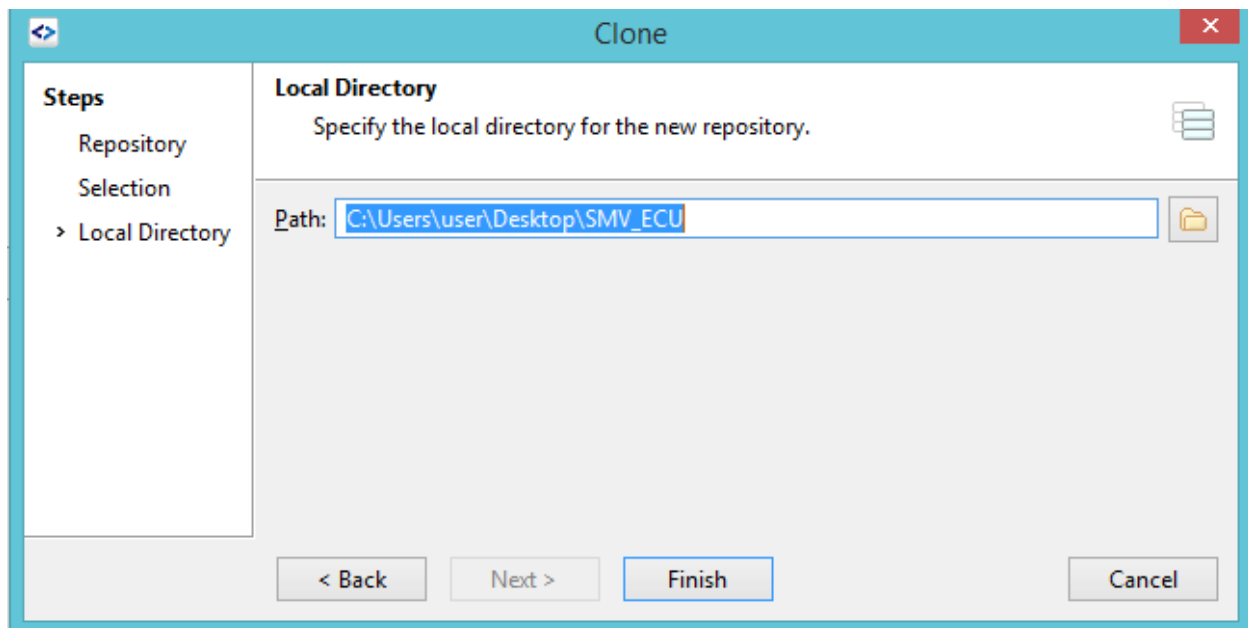 Clone
Steps
Repository
Selection
Local Directory
Local Directory
Specify the local directory for the new repository.
Path: C:\Users\user\Desktop\SMV_ECU
< Back Next > Finish Cancel